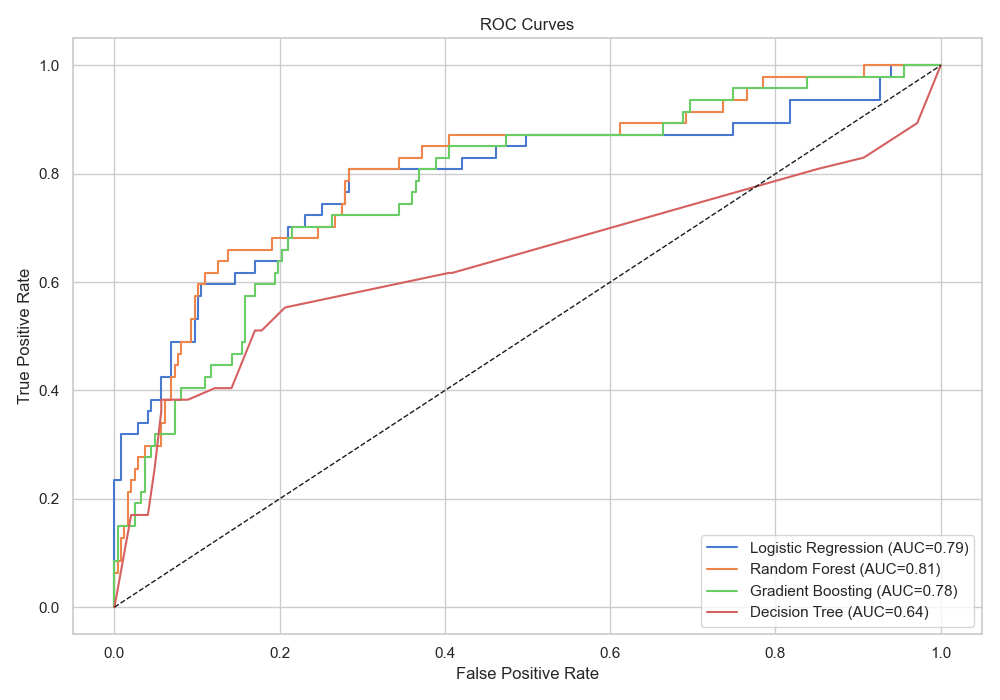 ROC Curves
1.0
0.8
0.6
0.4
0.2
0.0
True Positive Rate
0.0 0.2 0.4 0.6 0.8 1.0
False Positive Rate
Logistic Regression (AUC=0.79)
Random Forest (AUC=0.81)
Gradient Boosting (AUC=0.78)
Decision Tree (AUC=0.64)